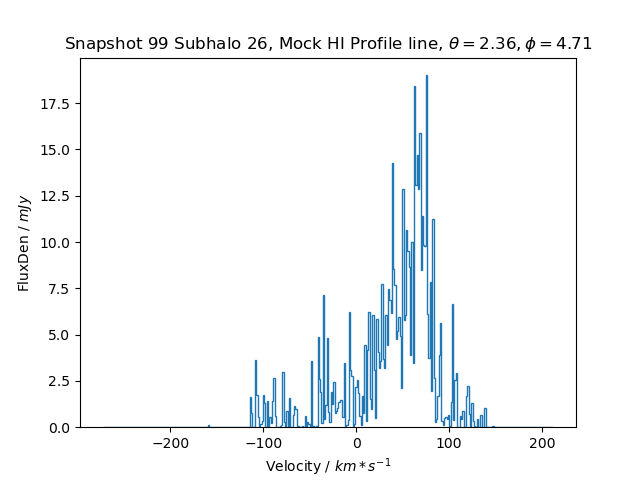 Snapshot 99 Subhalo 26, Mock HI Profile line, θ = 2.36, ϕ = 4.71
FluxDen / mJy
17.5
15.0
12.5
10.0
7.5
5.0
2.5
0.0
−200 −100 0 100 200
Velocity / km * s⁻¹